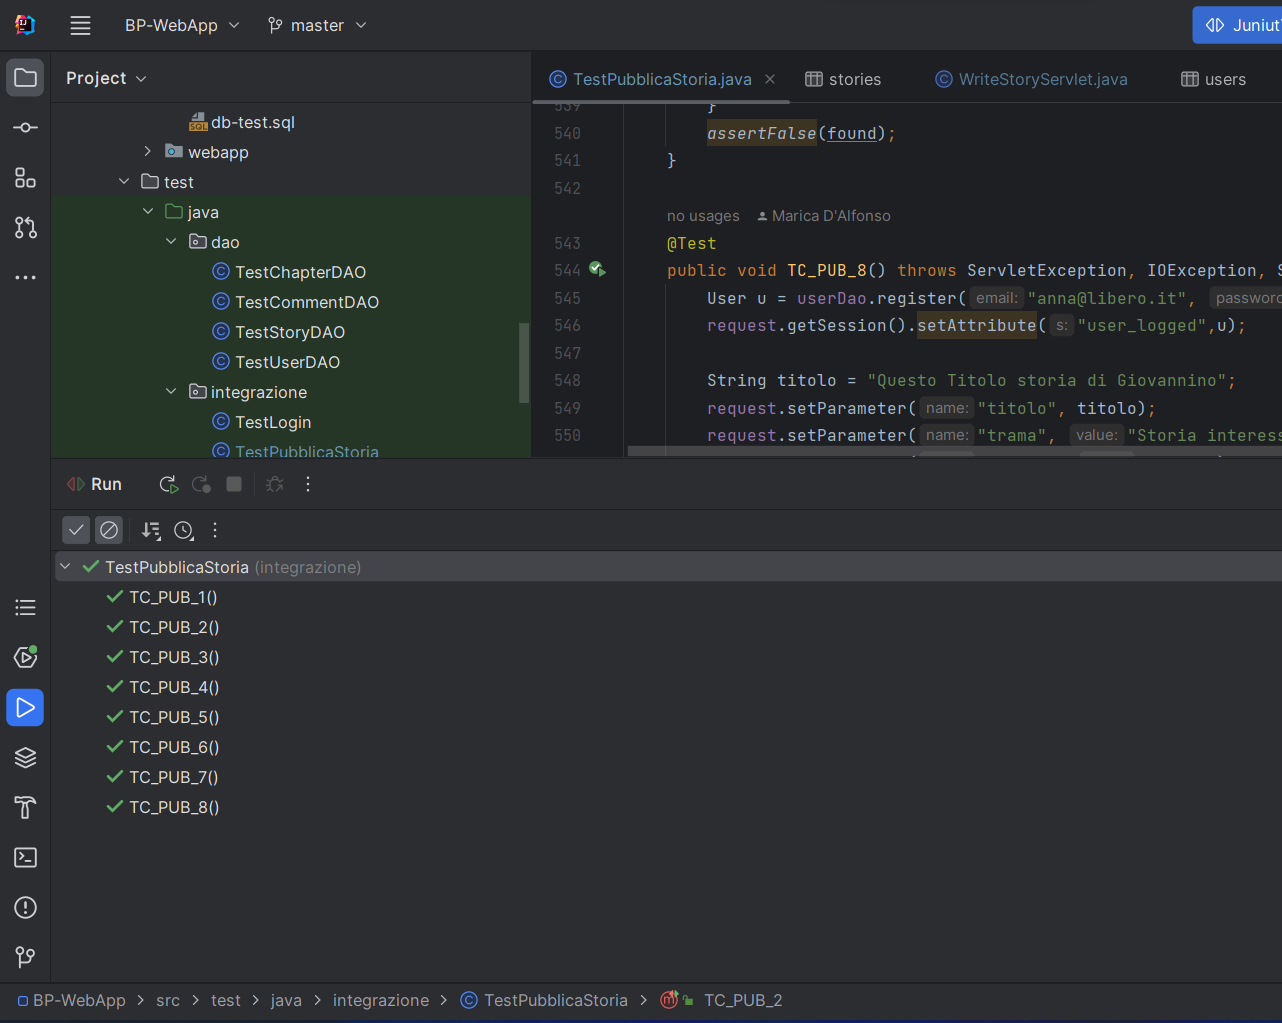 BP-WebApp master Juniut
Project
TestPubblicaStoria.java stories WriteStoryServlet.java users
db-test.sql
webapp
test
java
dao
TestChapterDAO
TestCommentDAO
TestStoryDAO
TestUserDAO
integrazione
TestLogin
TestPubblicaStoria
539 }
540 assertFalse(found);
541 }
542
no usages Marica D'Alfonso
543 @Test
544 public void TC_PUB_8() throws ServletException, IOException, S
545 User u = userDao.register( email: "anna@libero.it", password
546 request.getSession().setAttribute( s: "user_logged",u);
547
548 String titolo = "Questo Titolo storia di Giovannino";
549 request.setParameter( name: "titolo", titolo);
550 request.setParameter( name: "trama", value: "Storia interess
Run
TestPubblicaStoria (integrazione)
TC_PUB_1()
TC_PUB_2()
TC_PUB_3()
TC_PUB_4()
TC_PUB_5()
TC_PUB_6()
TC_PUB_7()
TC_PUB_8()
BP-WebApp > src > test > java > integrazione > TestPubblicaStoria > TC_PUB_2